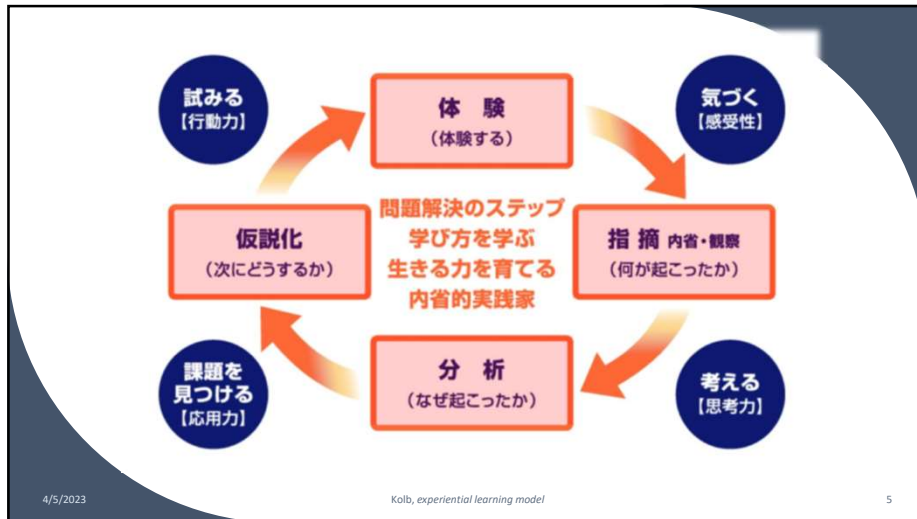 試みる
【行動力】
体 験
（体験する）
気づく
【感受性】
仮説化
（次にどうするか）
問題解決のステップ
学び方を学ぶ
生きる力を育てる
内省的実践家
指 摘 内省・観察
（何が起こったか）
課題を
見つける
【応用力】
分 析
（なぜ起こったか）
考える
【思考力】
4/5/2023
Kolb, experiential learning model
5